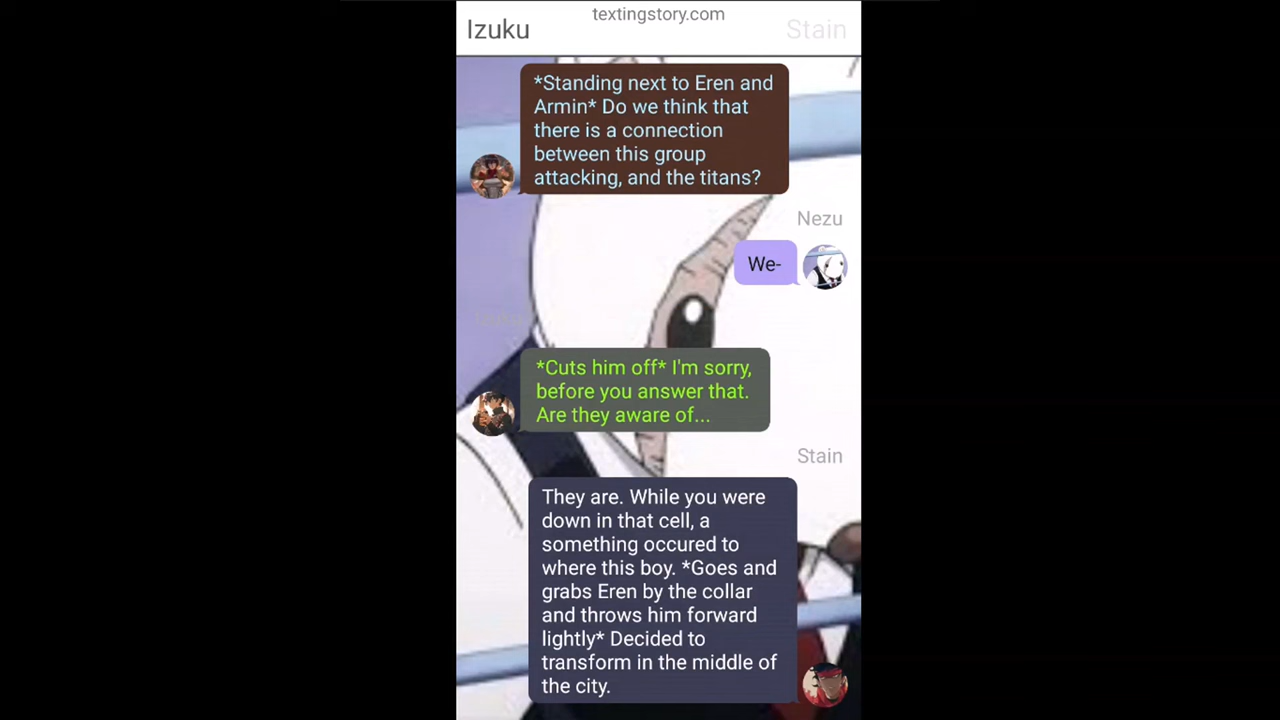 textingstory.com
Izuku
Stain
*Standing next to Eren and
Armin* Do we think that
there is a connection
between this group
attacking, and the titans?
Nezu
We-
*Cuts him off* I'm sorry,
before you answer that.
Are they aware of...
Stain
They are. While you were
down in that cell, a
something occured to
where this boy. *Goes and
grabs Eren by the collar
and throws him forward
lightly* Decided to
transform in the middle of
the city.